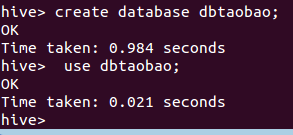 hive> create database dbtaobao;
OK
Time taken: 0.984 seconds
hive>  use dbtaobao;
OK
Time taken: 0.021 seconds
hive>